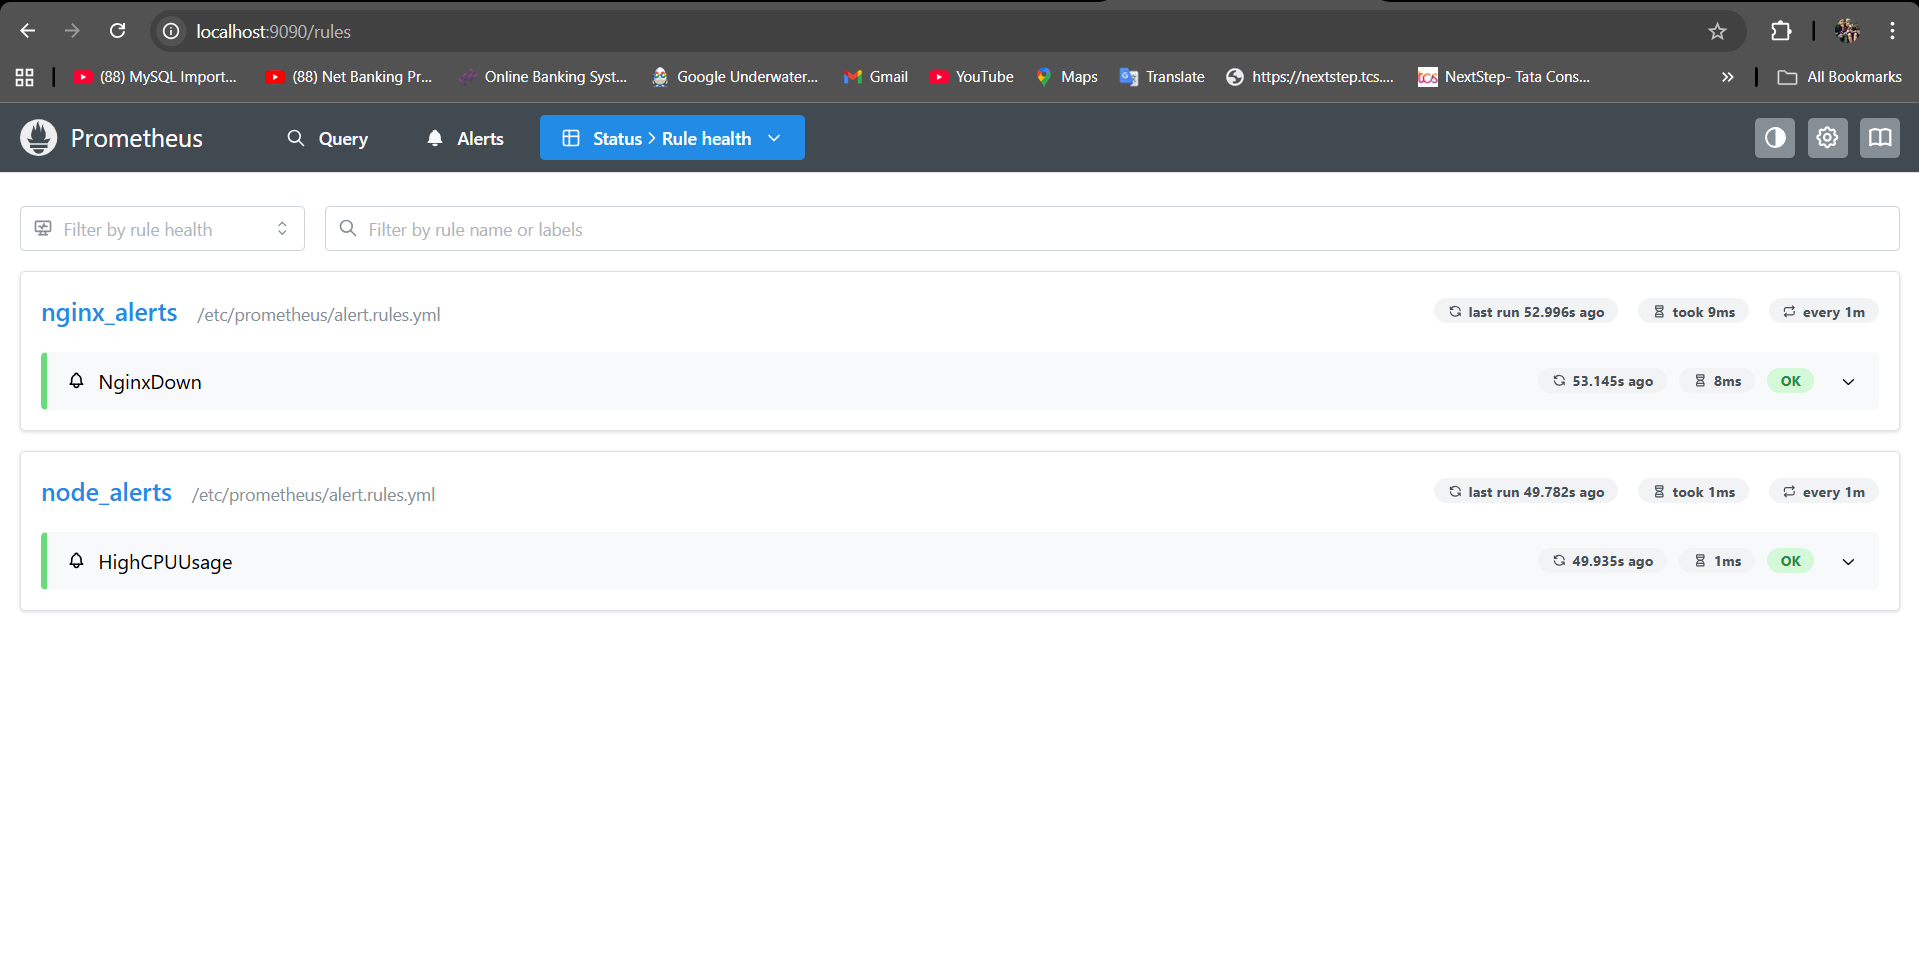 localhost:9090/rules
(88) MySQL Import... (88) Net Banking Pr... Online Banking Syst... Google Underwater... Gmail YouTube Maps Translate https://nextstep.tcs.... tcs NextStep- Tata Cons... » All Bookmarks
Prometheus Query Alerts Status > Rule health
Filter by rule health Filter by rule name or labels
nginx_alerts /etc/prometheus/alert.rules.yml last run 52.996s ago took 9ms every 1m
NginxDown 53.145s ago 8ms OK
node_alerts /etc/prometheus/alert.rules.yml last run 49.782s ago took 1ms every 1m
HighCPUUsage 49.935s ago 1ms OK